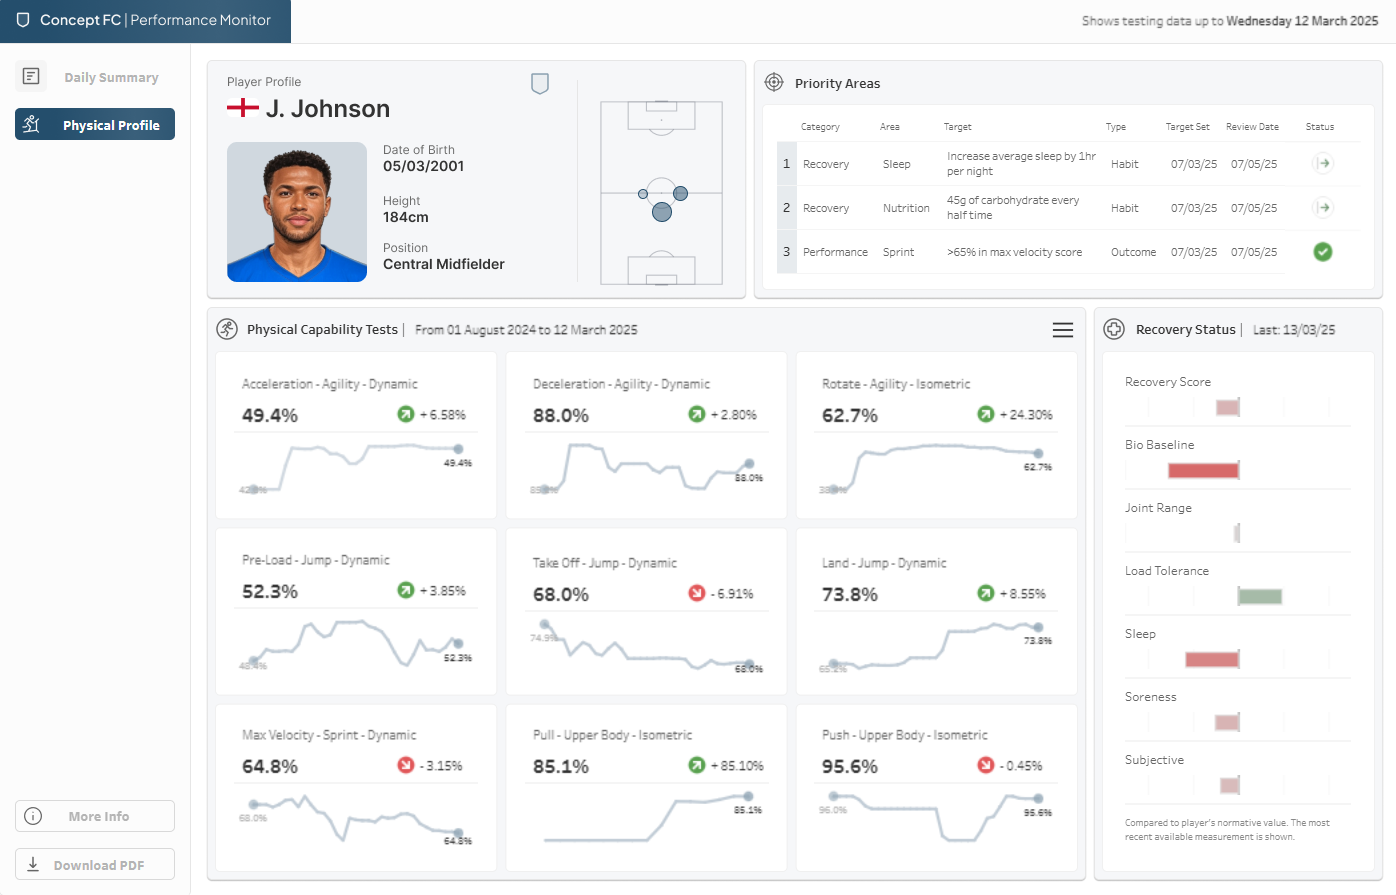 Concept FC | Performance Monitor
Shows testing data up to Wednesday 12 March 2025
Daily Summary
Physical Profile
More Info
Download PDF
Player Profile
J. Johnson
Date of Birth
05/03/2001
Height
184cm
Position
Central Midfielder
Priority Areas
Category Area Target Type Target Set Review Date Status
1 Recovery Sleep Increase average sleep by 1hr per night Habit 07/03/25 07/05/25
2 Recovery Nutrition 45g of carbohydrate every half time Habit 07/03/25 07/05/25
3 Performance Sprint >65% in max velocity score Outcome 07/03/25 07/05/25
Physical Capability Tests | From 01 August 2024 to 12 March 2025
Acceleration - Agility - Dynamic
49.4% + 6.58%
49.4%
Deceleration - Agility - Dynamic
88.0% + 2.80%
88.0%
Rotate - Agility - Isometric
62.7% + 24.30%
62.7%
Pre-Load - Jump - Dynamic
52.3% + 3.85%
52.3%
Take Off - Jump - Dynamic
68.0% - 6.91%
74.9%
68.0%
Land - Jump - Dynamic
73.8% + 8.55%
73.8%
Max Velocity - Sprint - Dynamic
64.8% - 3.15%
68.0%
64.8%
Pull - Upper Body - Isometric
85.1% + 85.10%
85.1%
Push - Upper Body - Isometric
95.6% - 0.45%
96.0%
95.6%
Recovery Status | Last: 13/03/25
Recovery Score
Bio Baseline
Joint Range
Load Tolerance
Sleep
Soreness
Subjective
Compared to player's normative value. The most
recent available measurement is shown.